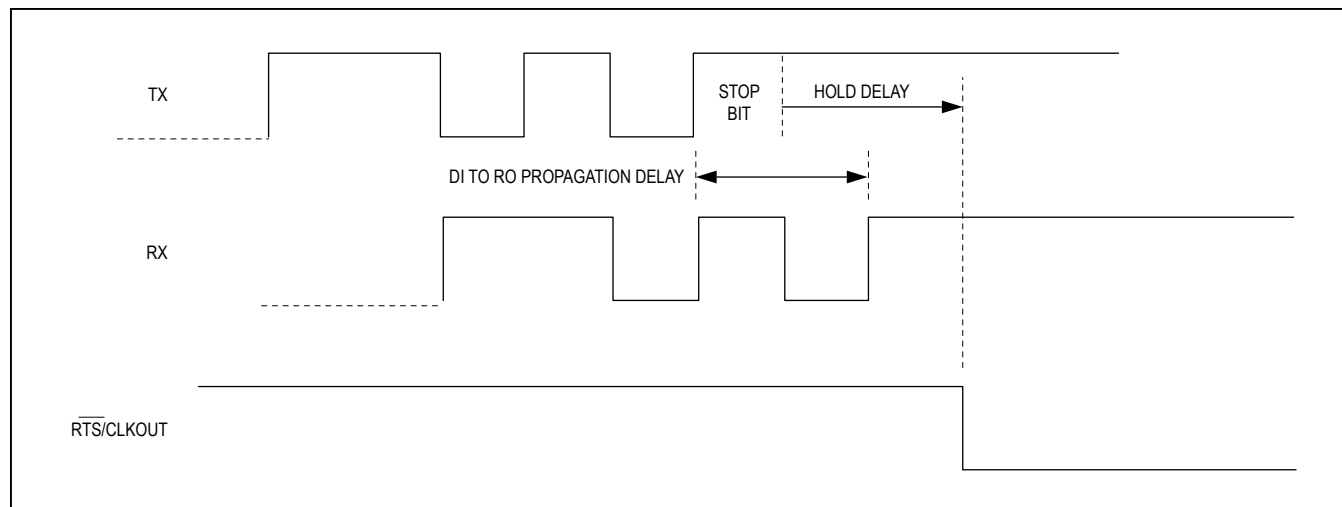 TX
STOP
BIT
HOLD DELAY
DI TO RO PROPAGATION DELAY
RX
RTS/CLKOUT